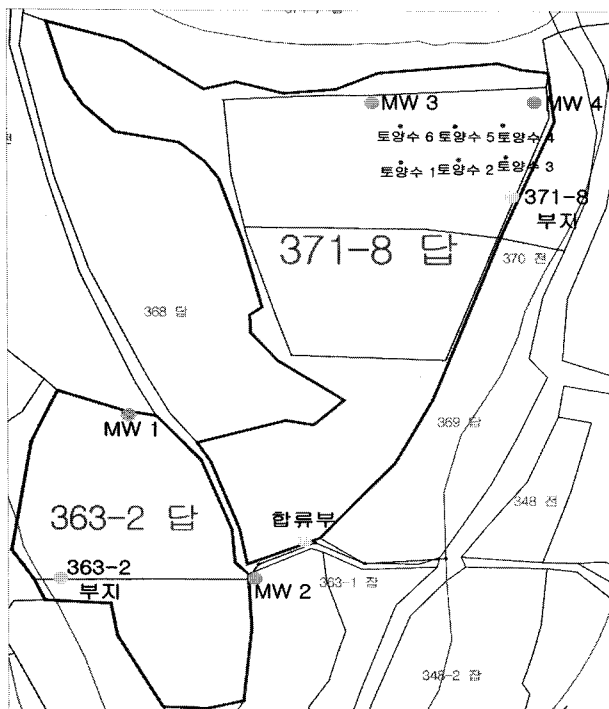 MW 3
MW 4
토양수 6 토양수 5 토양수 4
토양수 1 토양수 2 토양수 3
371-8
부지
371-8 답
370 전
368 답
369 답
MW 1
348 전
363-2 답
합류부
363-2
부지
MW 2
363-1 잡
348-2 잡